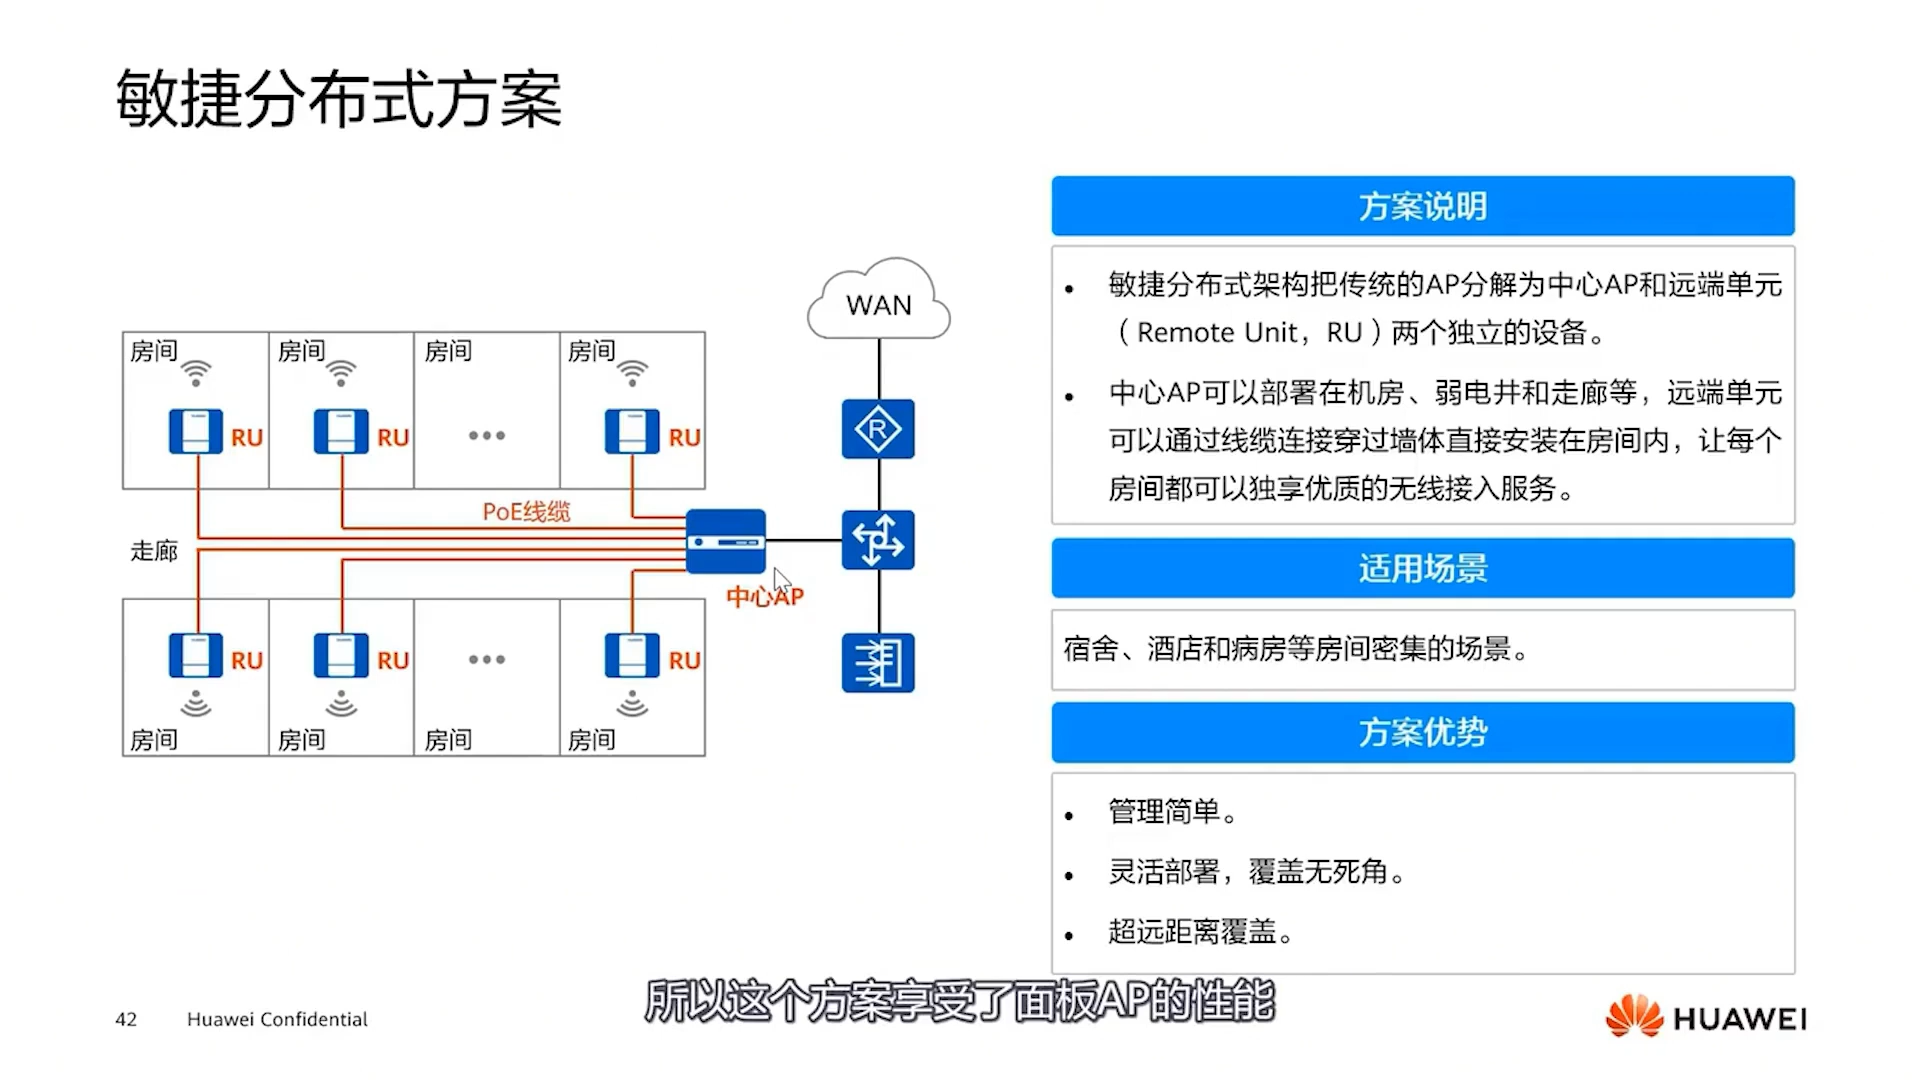 敏捷分布式方案
WAN
R
房间
房间
房间
房间
RU
RU
•••
RU
PoE线缆
走廊
中心AP
RU
RU
•••
RU
房间
房间
房间
房间
方案说明
• 敏捷分布式架构把传统的AP分解为中心AP和远端单元
（Remote Unit，RU）两个独立的设备。
• 中心AP可以部署在机房、弱电井和走廊等，远端单元
可以通过线缆连接穿过墙体直接安装在房间内，让每个
房间都可以独享优质的无线接入服务。
适用场景
宿舍、酒店和病房等房间密集的场景。
方案优势
• 管理简单。
• 灵活部署，覆盖无死角。
• 超远距离覆盖。
所以这个方案享受了面板AP的性能
42
Huawei Confidential
HUAWEI